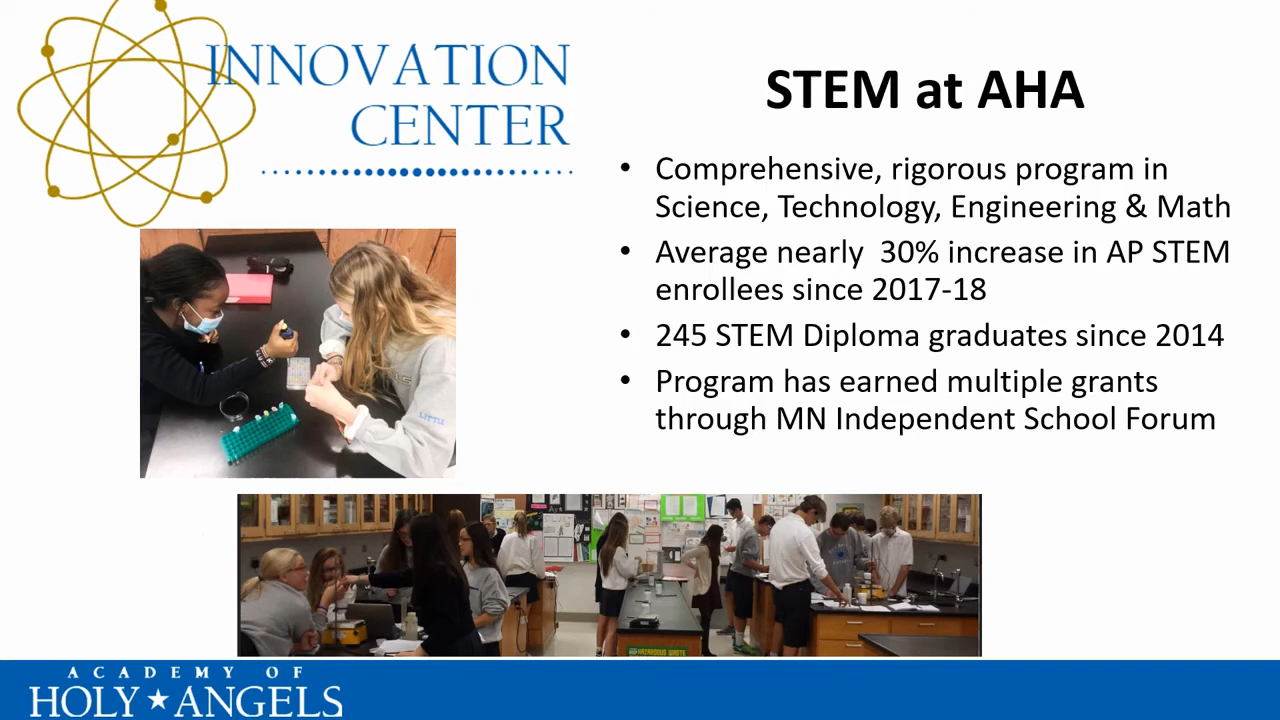 INNOVATION
CENTER
STEM at AHA
• Comprehensive, rigorous program in
Science, Technology, Engineering & Math
• Average nearly  30% increase in AP STEM
enrollees since 2017-18
• 245 STEM Diploma graduates since 2014
• Program has earned multiple grants
through MN Independent School Forum
HAZARDOUS WASTE
ACADEMY OF
HOLY★ANGELS